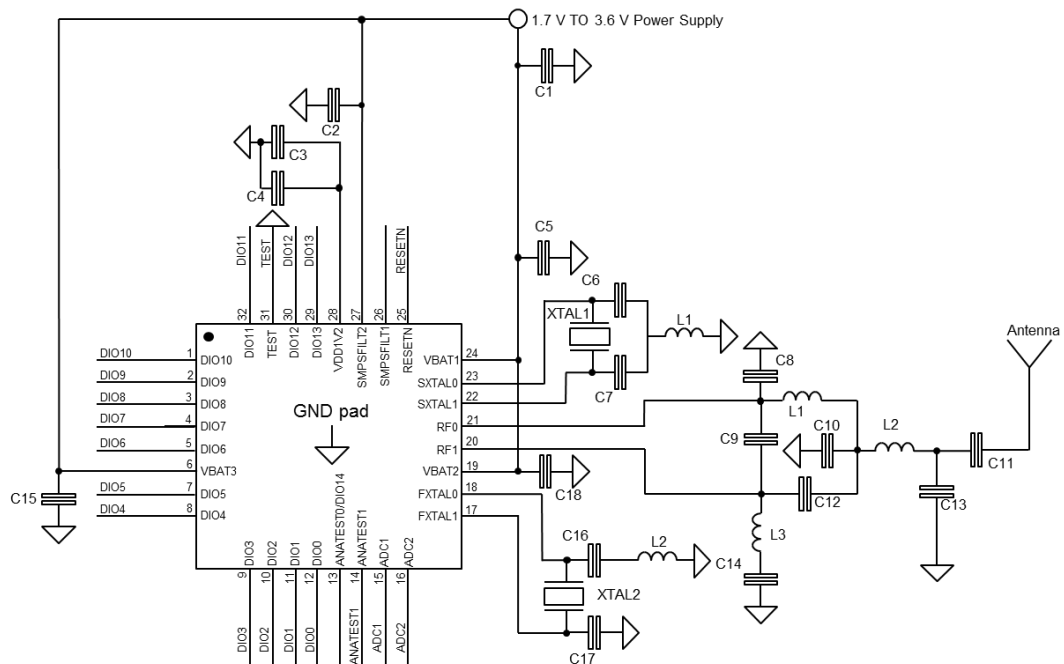 1.7 V TO 3.6 V Power Supply
C1
C2
C3
C4
C5
C6
DIO11
TEST
DIO12
DIO13
RESETN
32
31
30
29
28
27
26
25
DIO11
TEST
DIO12
DIO13
VDD1V2
SMPSFILT2
SMPSFILT1
RESETN
XTAL1
L1
C7
C8
Antenna
DIO10
1
DIO10
DIO9
2
DIO9
DIO8
3
DIO8
DIO7
4
DIO7
DIO6
5
DIO6
6
VBAT3
DIO5
7
DIO5
DIO4
8
DIO4
C15
GND pad
VBAT1
24
SXTAL0
23
SXTAL1
22
RF0
21
RF1
20
VBAT2
19
FXTAL0
18
FXTAL1
17
L1
C9
C10
L2
C11
C12
C13
C18
L3
C14
C16
L2
XTAL2
C17
DIO3
DIO2
DIO1
DIO0
ANATEST0/DIO14
ANATEST1
ADC1
ADC2
9
10
11
12
13
14
15
16
DIO3
DIO2
DIO1
DIO0
ANATEST1
ADC1
ADC2